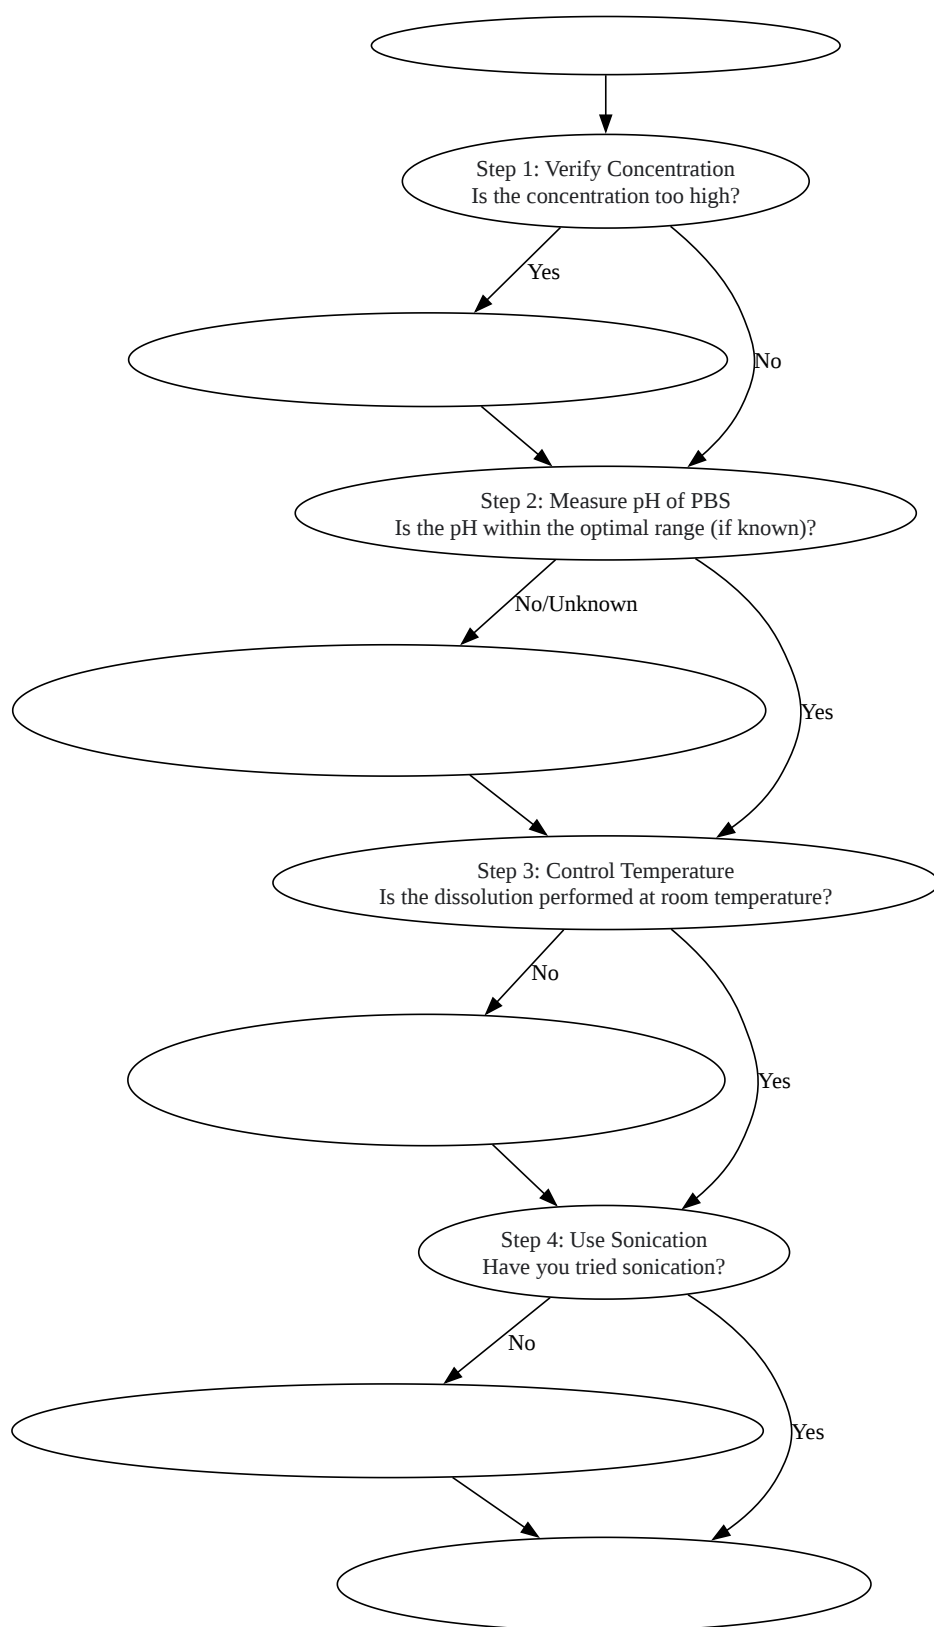 Step 1: Verify Concentration
Is the concentration too high?
Yes
No
Step 2: Measure pH of PBS
Is the pH within the optimal range (if known)?
No/Unknown
Yes
Step 3: Control Temperature
Is the dissolution performed at room temperature?
No
Yes
Step 4: Use Sonication
Have you tried sonication?
No
Yes